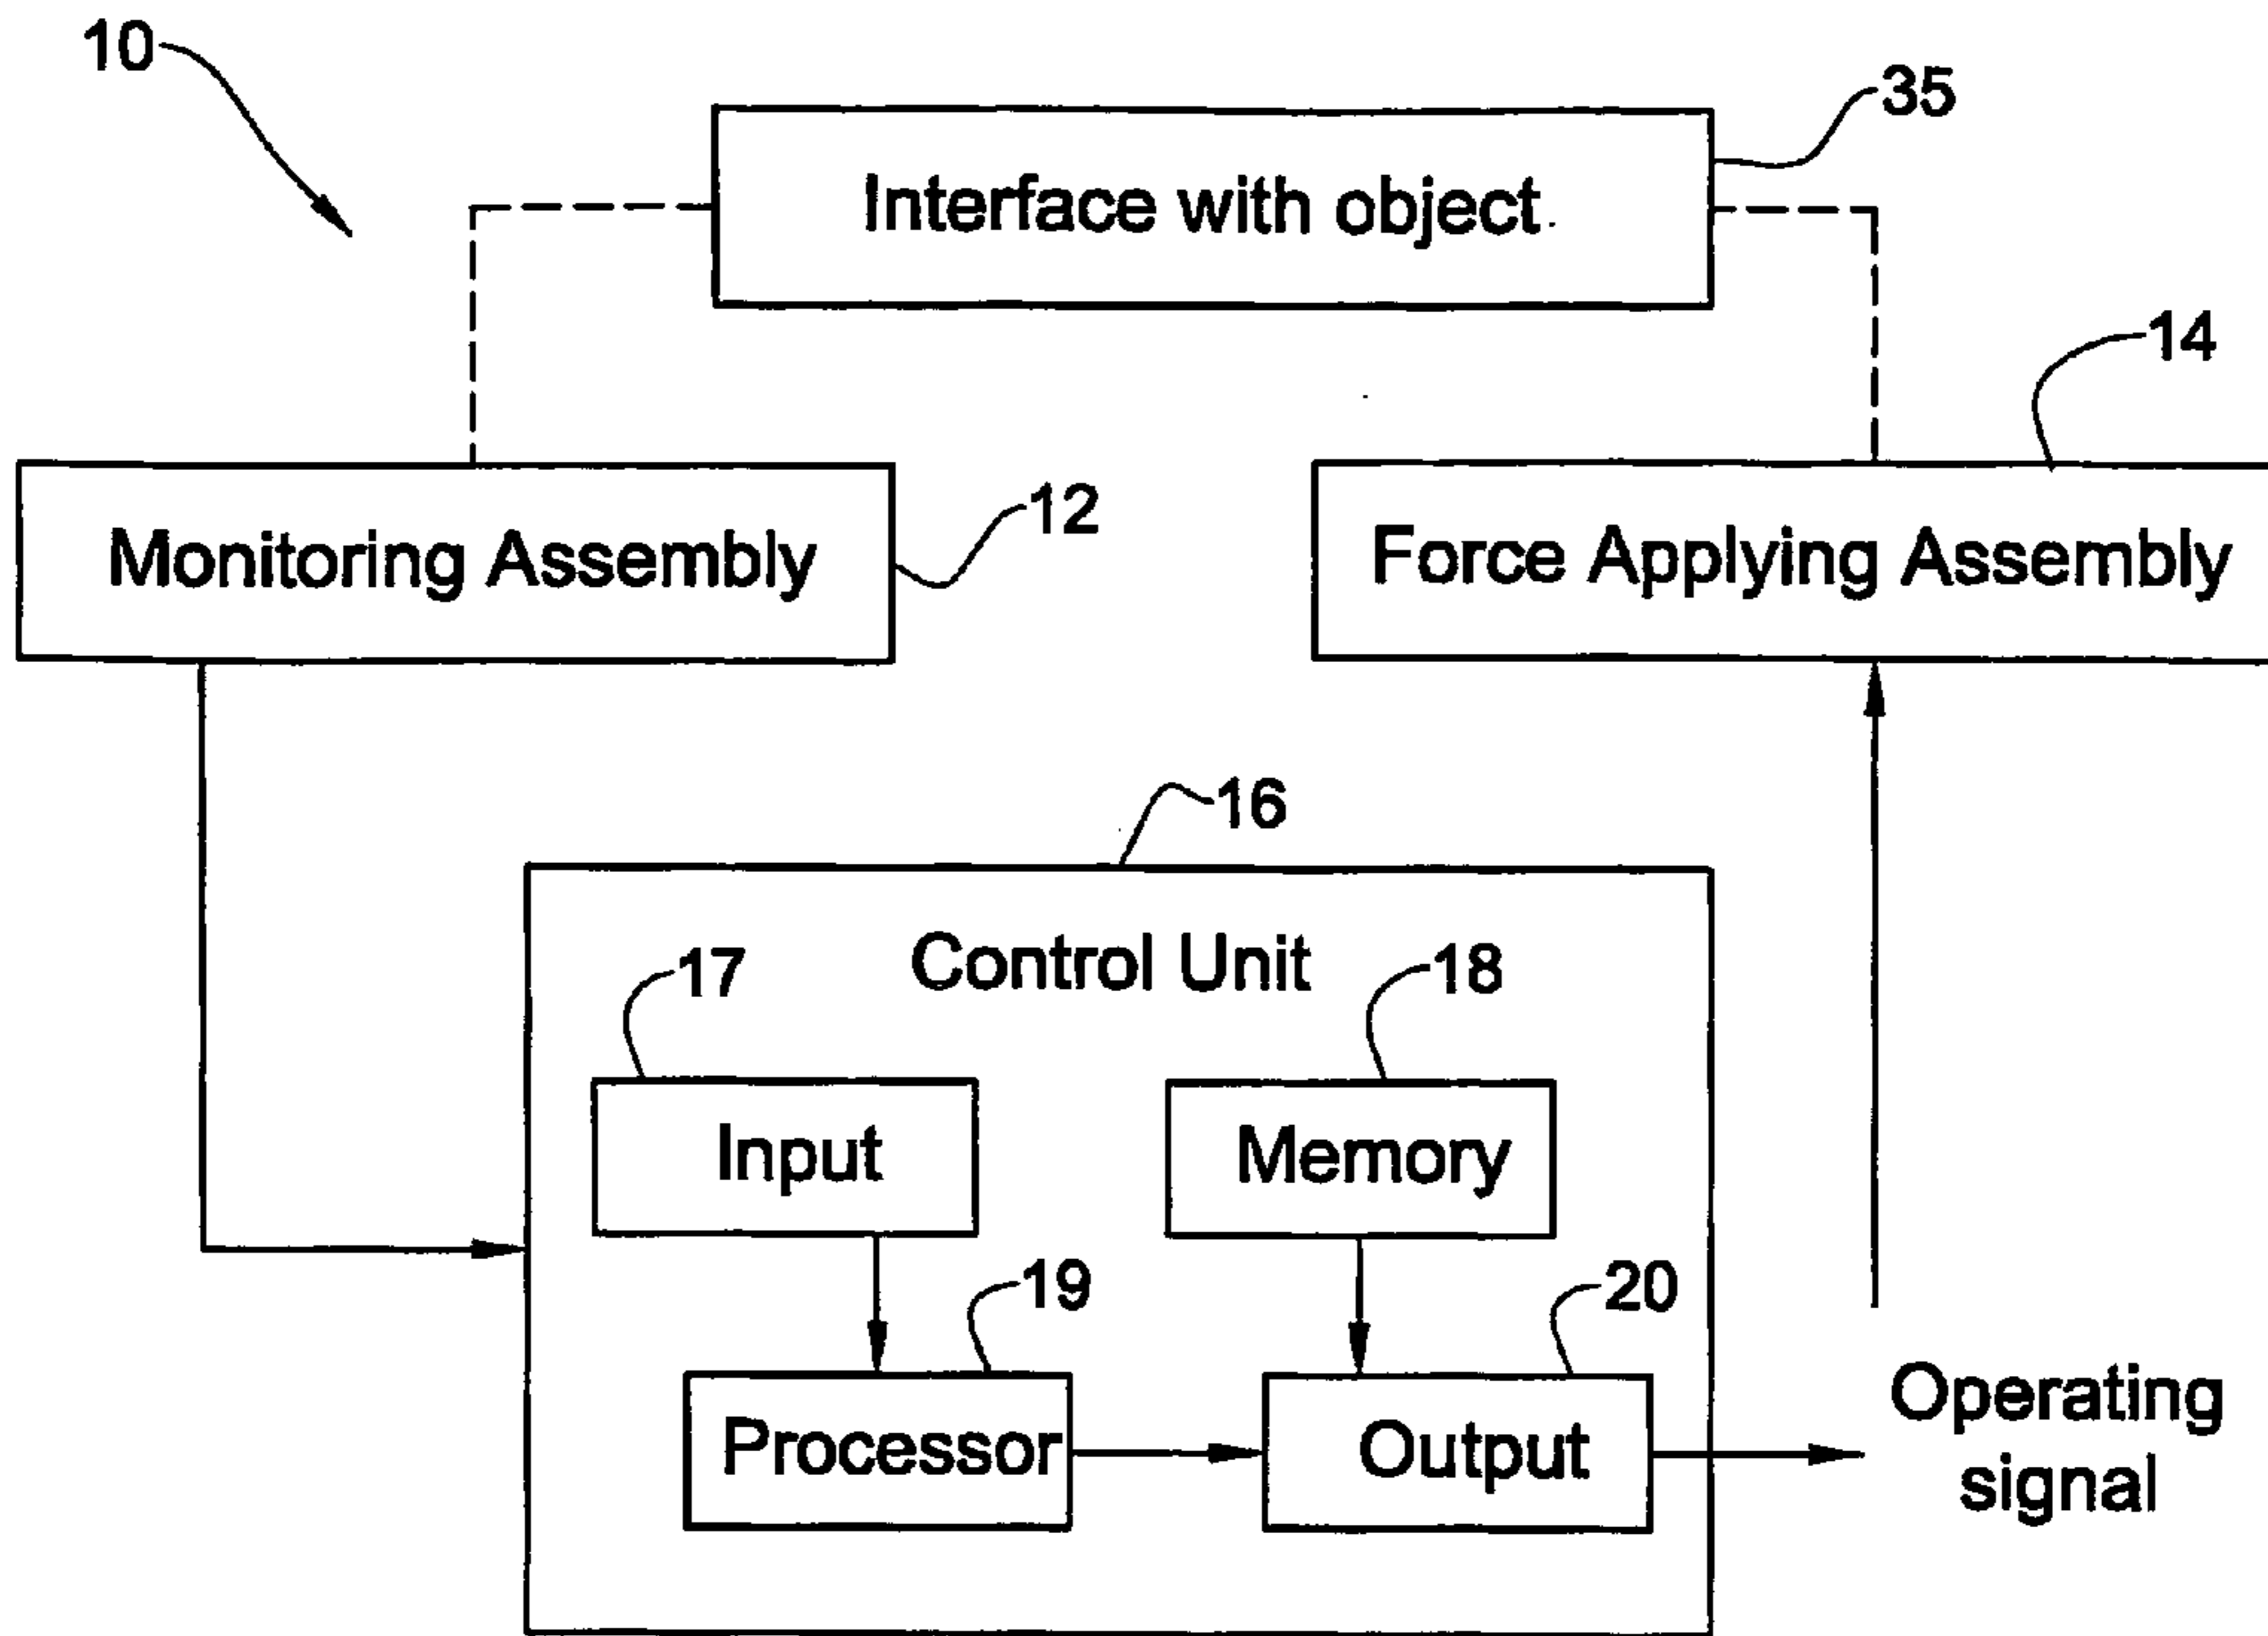 10
35
Interface with object
14
12
Monitoring Assembly
Force Applying Assembly
16
Control Unit
17
18
Input
Memory
19
20
Processor
Output
Operating
signal